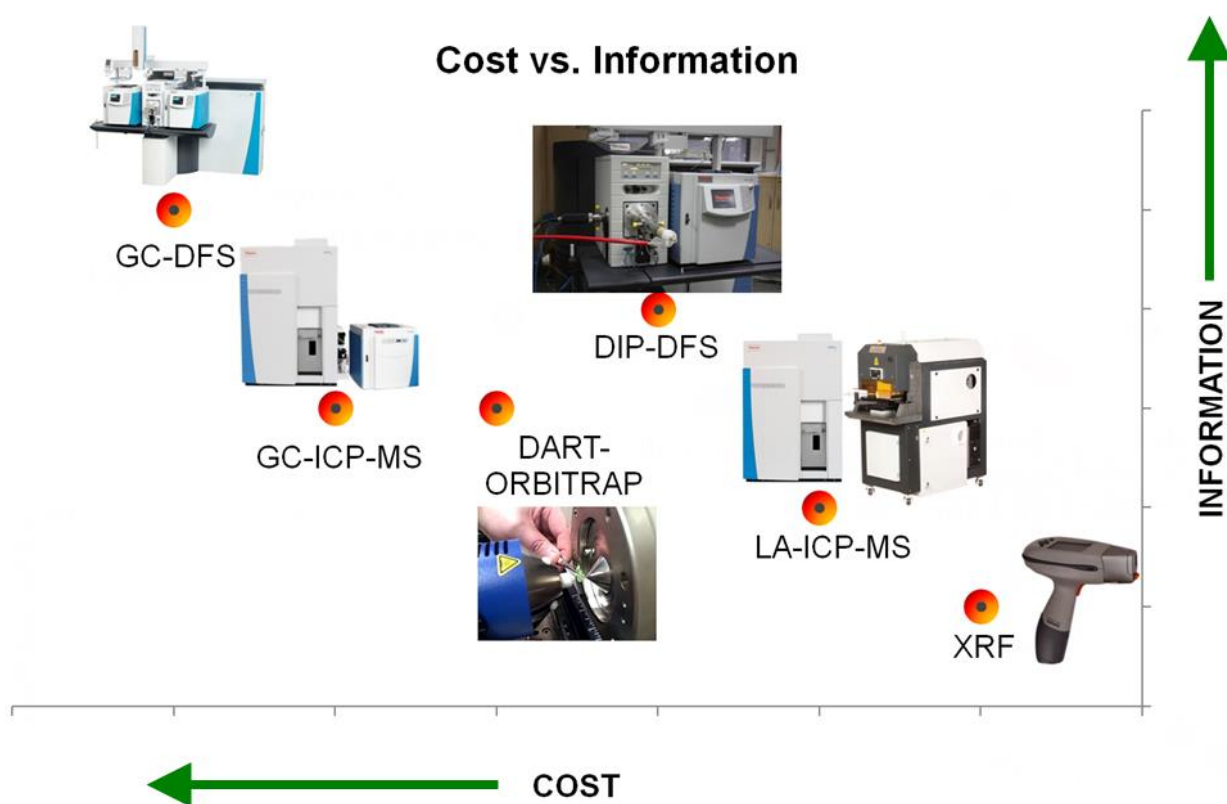 Cost vs. Information
GC-DFS
DIP-DFS
GC-ICP-MS
DART-
ORBITRAP
LA-ICP-MS
XRF
INFORMATION
COST